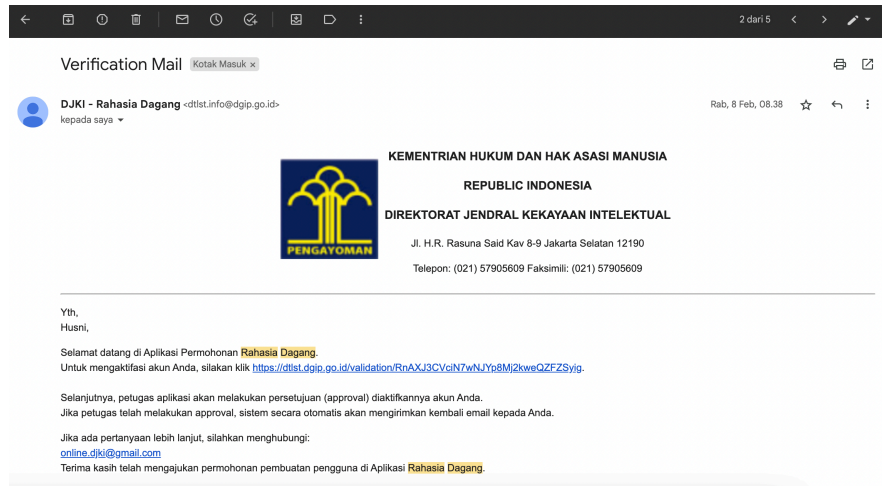 2 dari 5
Verification Mail Kotak Masuk ×
DJKI - Rahasia Dagang <dtlst.info@dgip.go.id>
Rab, 8 Feb, 08.38
kepada saya
KEMENTRIAN HUKUM DAN HAK ASASI MANUSIA
REPUBLIC INDONESIA
DIREKTORAT JENDRAL KEKAYAAN INTELEKTUAL
Jl. H.R. Rasuna Said Kav 8-9 Jakarta Selatan 12190
Telepon: (021) 57905609 Faksimili: (021) 57905609
PENGAYOMAN
Yth,
Husni,
Selamat datang di Aplikasi Permohonan Rahasia Dagang.
Untuk mengaktifasi akun Anda, silakan klik https://dtlst.dgip.go.id/validation/RnAXJ3CVciN7wNJYp8Mj2kweQZFZSyig.
Selanjutnya, petugas aplikasi akan melakukan persetujuan (approval) diaktifkannya akun Anda.
Jika petugas telah melakukan approval, sistem secara otomatis akan mengirimkan kembali email kepada Anda.
Jika ada pertanyaan lebih lanjut, silahkan menghubungi:
online.djki@gmail.com
Terima kasih telah mengajukan permohonan pembuatan pengguna di Aplikasi Rahasia Dagang.